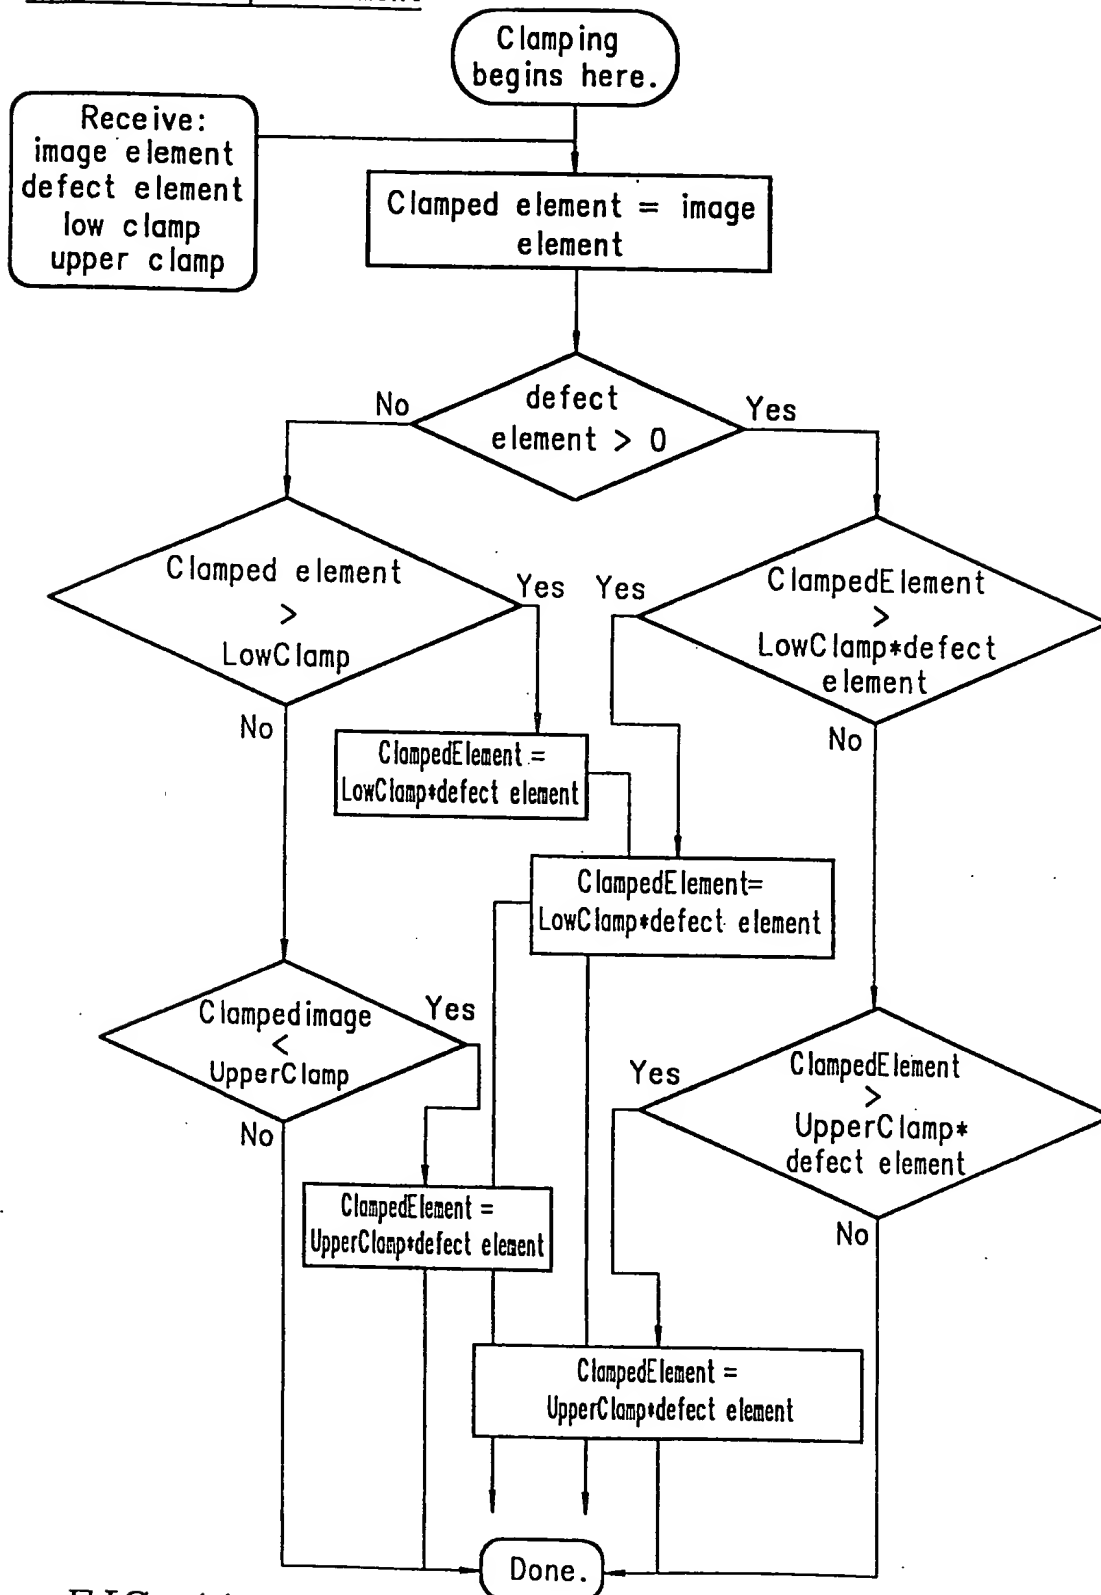 Clamping
begins here.
Receive:
image element
defect element
low clamp
upper clamp
Clamped element = image
element
defect
element > 0
No
Yes
Clamped element
>
LowClamp
Yes
Yes
ClampedElement
>
LowClamp*defect
element
No
No
ClampedElement =
LowClamp*defect element
ClampedElement=
LowClamp*defect element
Clampedimage
<
UpperClamp
Yes
No
Yes
ClampedElement
>
UpperClamp*
defect element
No
ClampedElement =
UpperClamp*defect element
ClampedElement =
UpperClamp*defect element
Done.